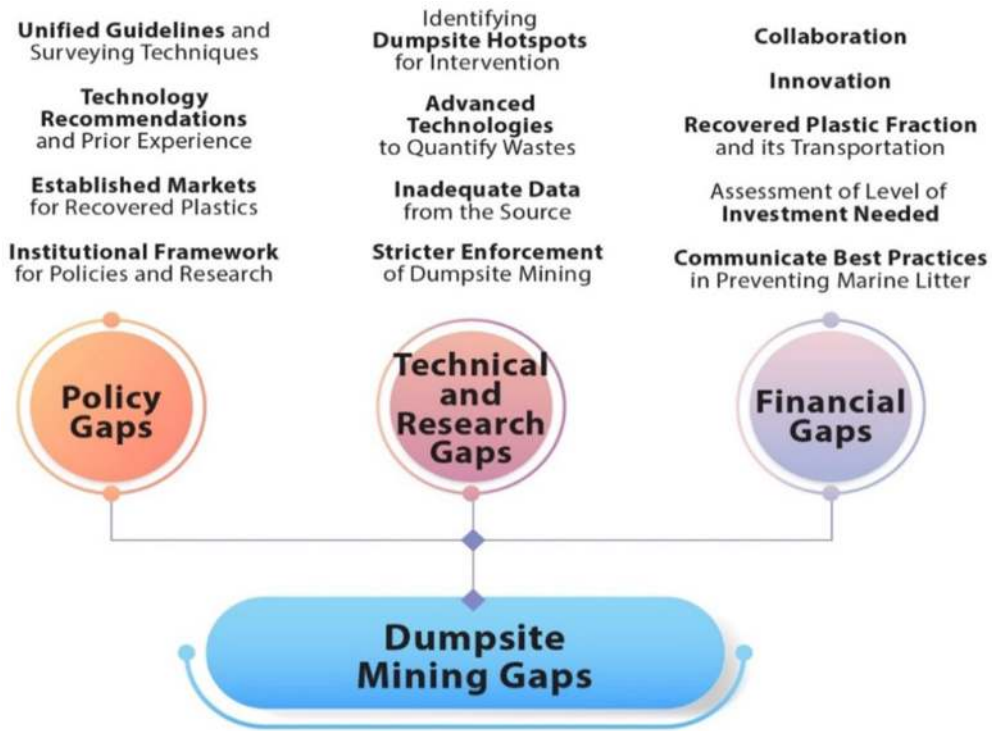 Unified Guidelines and
Surveying Techniques
Technology
Recommendations
and Prior Experience
Established Markets
for Recovered Plastics
Institutional Framework
for Policies and Research
Policy
Gaps
Identifying
Dumpsite Hotspots
for Intervention
Advanced
Technologies
to Quantify Wastes
Inadequate Data
from the Source
Stricter Enforcement
of Dumpsite Mining
Technical
and
Research
Gaps
Collaboration
Innovation
Recovered Plastic Fraction
and its Transportation
Assessment of Level of
Investment Needed
Communicate Best Practices
in Preventing Marine Litter
Financial
Gaps
Dumpsite
Mining Gaps